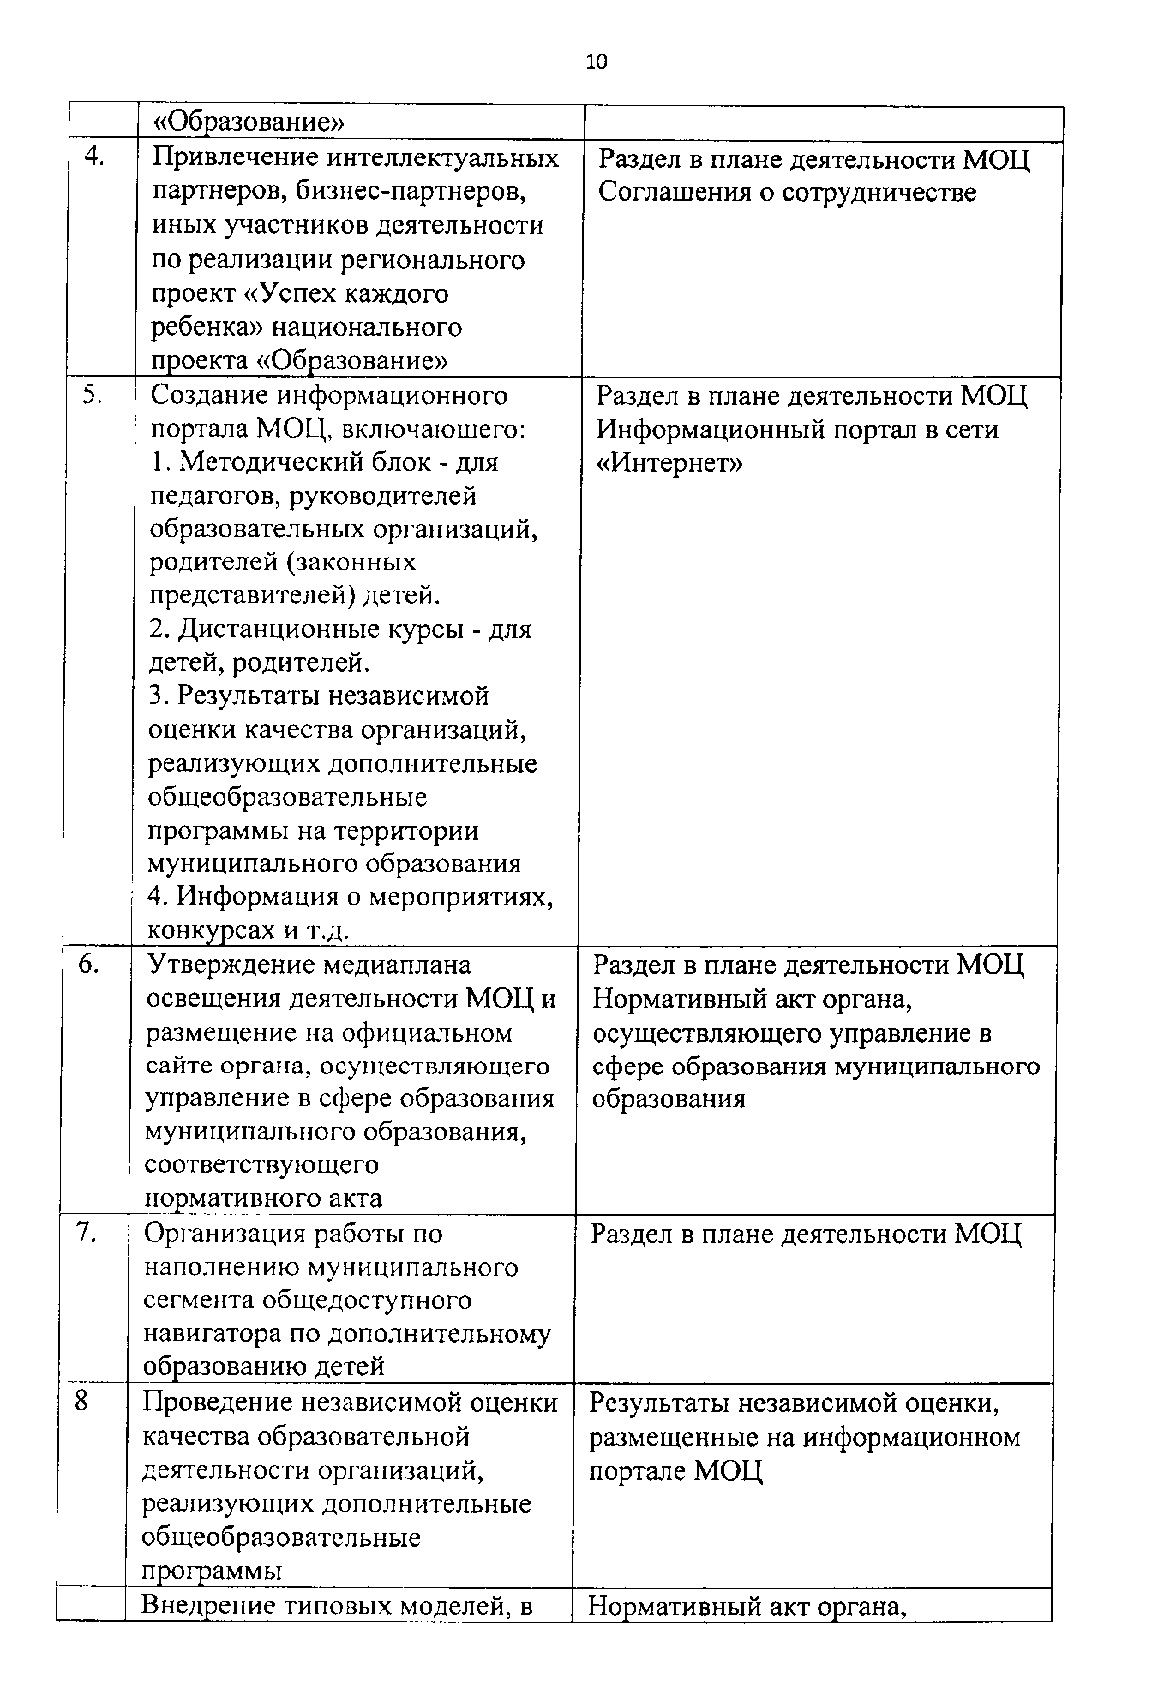 10
«Образование»
4.
Привлечение интеллектуальных
партнеров, бизнес-партнеров,
иных участников деятельности
по реализации регионального
проект «Успех каждого
ребенка» национального
проекта «Образование»
Раздел в плане деятельности МОЦ
Соглашения о сотрудничестве
5.
Создание информационного
портала МОЦ, включающего:
1. Методический блок - для
педагогов, руководителей
образовательных организаций,
родителей (законных
представителей) детей.
2. Дистанционные курсы - для
детей, родителей.
3. Результаты независимой
оценки качества организаций,
реализующих дополнительные
общеобразовательные
программы на территории
муниципального образования
4. Информация о мероприятиях,
конкурсах и т.д.
Раздел в плане деятельности МОЦ
Информационный портал в сети
«Интернет»
6.
Утверждение медиаплана
освещения деятельности МОЦ и
размещение на официальном
сайте органа, осуществляющего
управление в сфере образования
муниципального образования,
соответствующего
нормативного акта
Раздел в плане деятельности МОЦ
Нормативный акт органа,
осуществляющего управление в
сфере образования муниципального
образования
7.
Организация работы по
наполнению муниципального
сегмента общедоступного
навигатора по дополнительному
образованию детей
Раздел в плане деятельности МОЦ
8
Проведение независимой оценки
качества образовательной
деятельности организаций,
реализующих дополнительные
общеобразовательные
программы
Результаты независимой оценки,
размещенные на информационном
портале МОЦ
Внедрение типовых моделей, в
Нормативный акт органа,